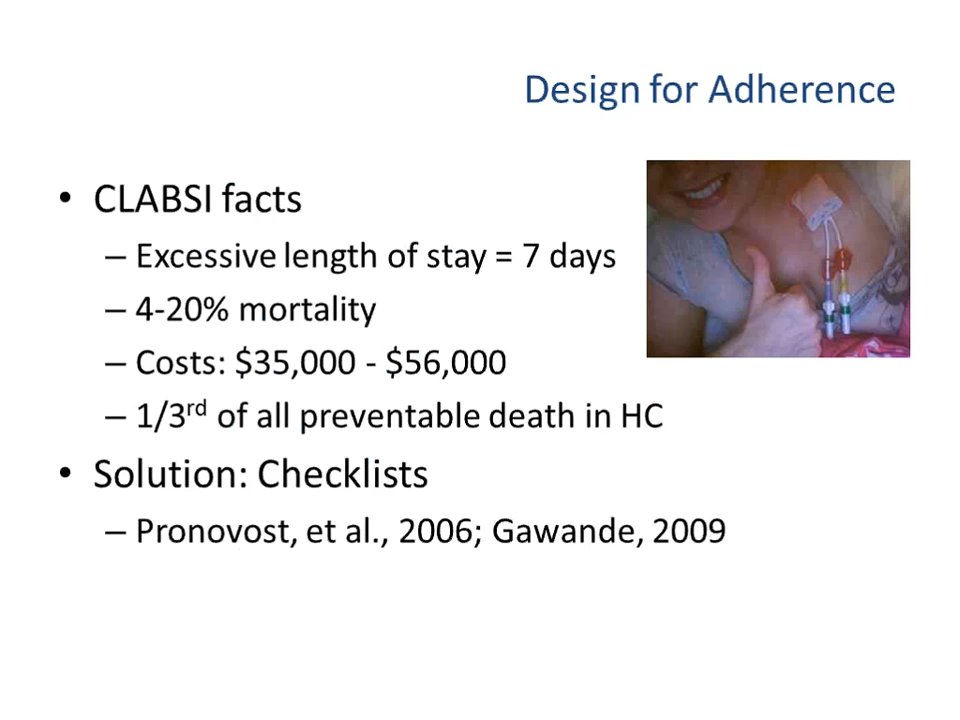 Design for Adherence
• CLABSI facts
– Excessive length of stay = 7 days
– 4-20% mortality
– Costs: $35,000 - $56,000
– 1/3rd of all preventable death in HC
• Solution: Checklists
– Pronovost, et al., 2006; Gawande, 2009